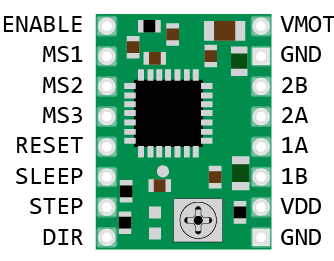 ENABLE VMOT
MS1 GND
MS2 2B
MS3 2A
RESET 1A
SLEEP 1B
STEP VDD
DIR GND